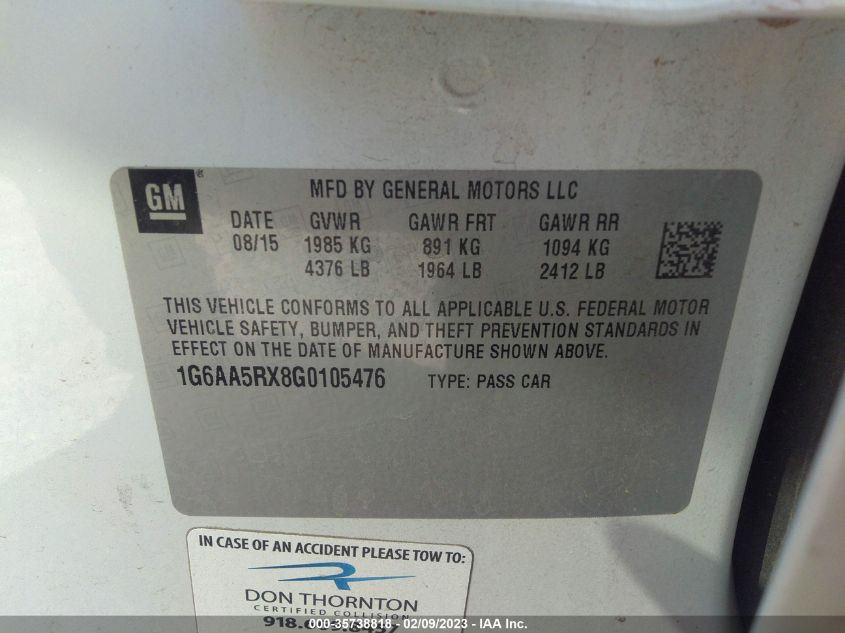 GM
MFD BY GENERAL MOTORS LLC
DATE GVWR GAWR FRT GAWR RR
08/15 1985 KG 891 KG 1094 KG
4376 LB 1964 LB 2412 LB
THIS VEHICLE CONFORMS TO ALL APPLICABLE U.S. FEDERAL MOTOR
VEHICLE SAFETY, BUMPER, AND THEFT PREVENTION STANDARDS IN
EFFECT ON THE DATE OF MANUFACTURE SHOWN ABOVE.
1G6AA5RX8G0105476 TYPE: PASS CAR
IN CASE OF AN ACCIDENT PLEASE TOW TO:
DON THORNTON
CERTIFIED COLLISION
000-35738818 - 02/09/2023 - IAA Inc.